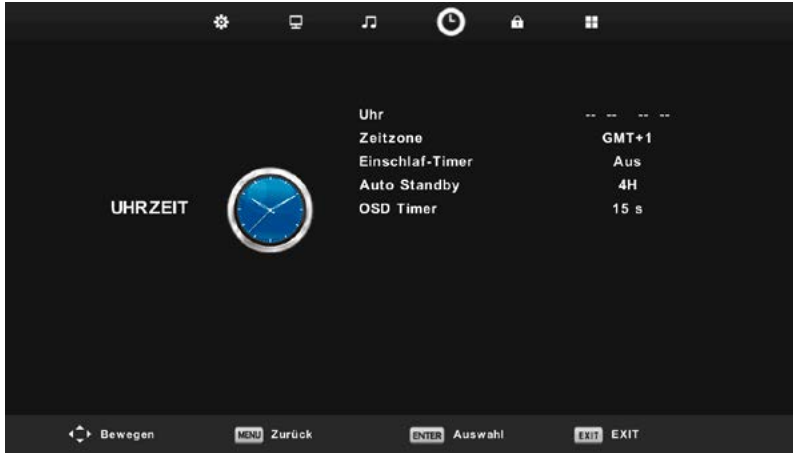 Uhr -- -- -- --
Zeitzone GMT+1
Einschlaf-Timer Aus
Auto Standby 4H
OSD Timer 15 s
UHRZEIT
Bewegen MENU Zurück ENTER Auswahl EXIT EXIT